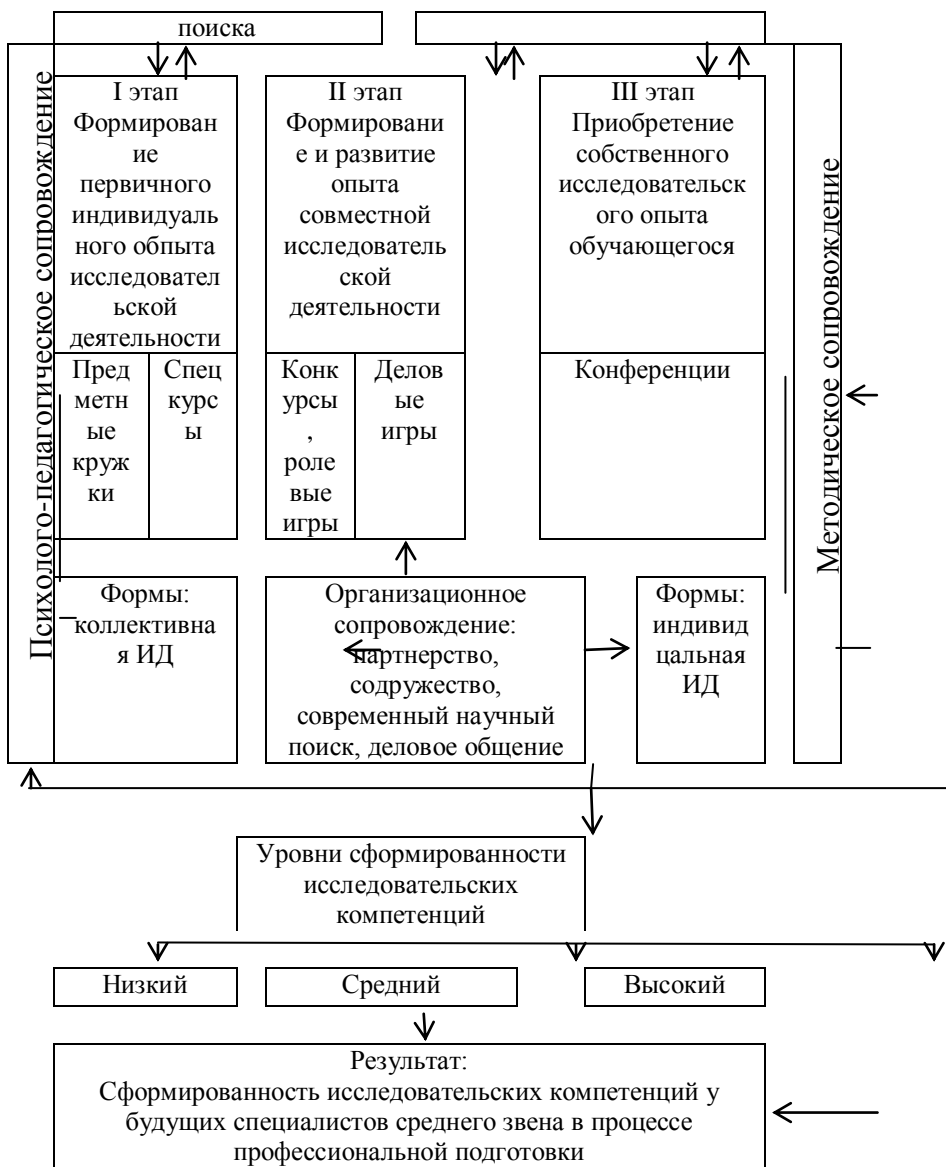 поиска
Психолого-педагогическое сопровождение
I этап
Формирован
ие
первичного
индивидуаль
ного обпыта
исследовател
ьской
деятельности
II этап
Формировани
е и развитие
опыта
совместной
исследователь
ской
деятельности
III этап
Приобретение
собственного
исследовательск
ого опыта
обучающегося
Методическое сопровождение
Пред
метн
ые
круж
ки
Спец
курс
ы
Конк
урсы
,
роле
вые
игры
Делов
ые
игры
Конференции
Формы:
коллективна
я ИД
Организационное
сопровождение:
партнерство,
содружество,
современный научный
поиск, деловое общение
Формы:
индивид
цальная
ИД
Уровни сформированности
исследовательских
компетенций
Низкий
Средний
Высокий
Результат:
Сформированность исследовательских компетенций у
будущих специалистов среднего звена в процессе
профессиональной подготовки